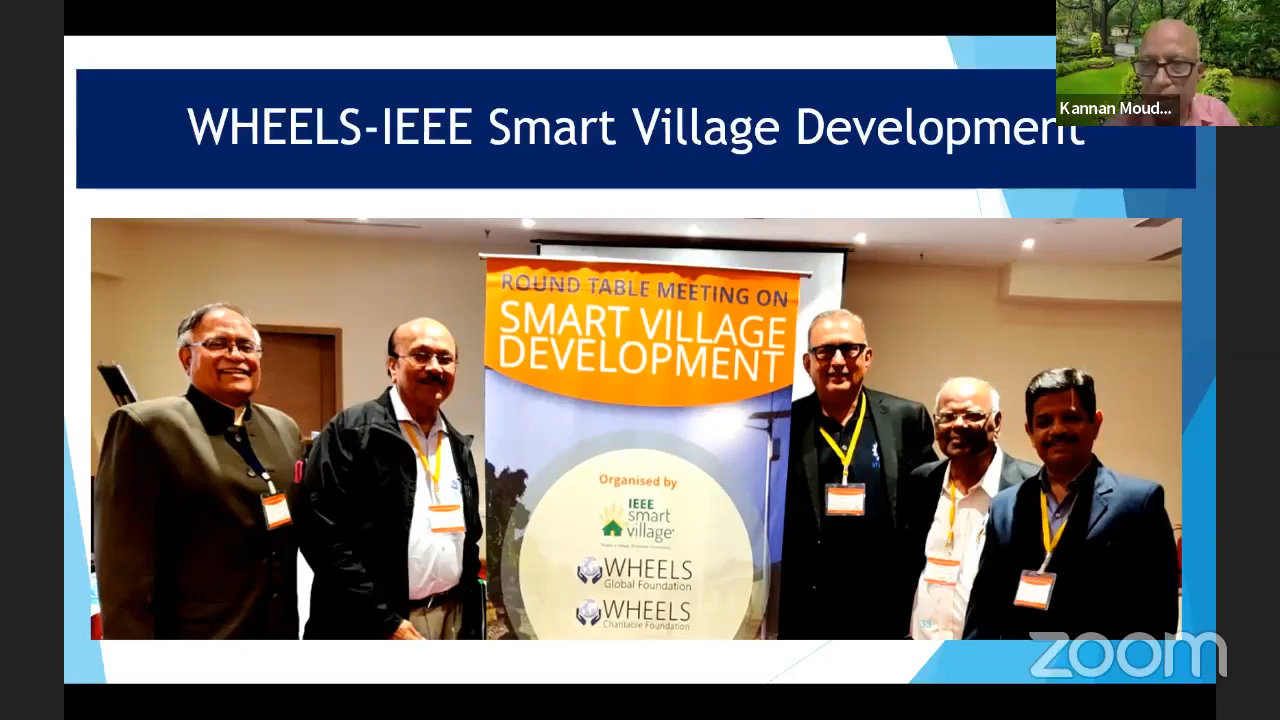 WHEELS-IEEE Smart Village Development
Kannan Moud...
ROUND TABLE MEETING ON
SMART VILLAGE
DEVELOPMENT
Organised by
IEEE
smart
village
WHEELS
Global Foundation
WHEELS
Charitable Foundation
33
zoom